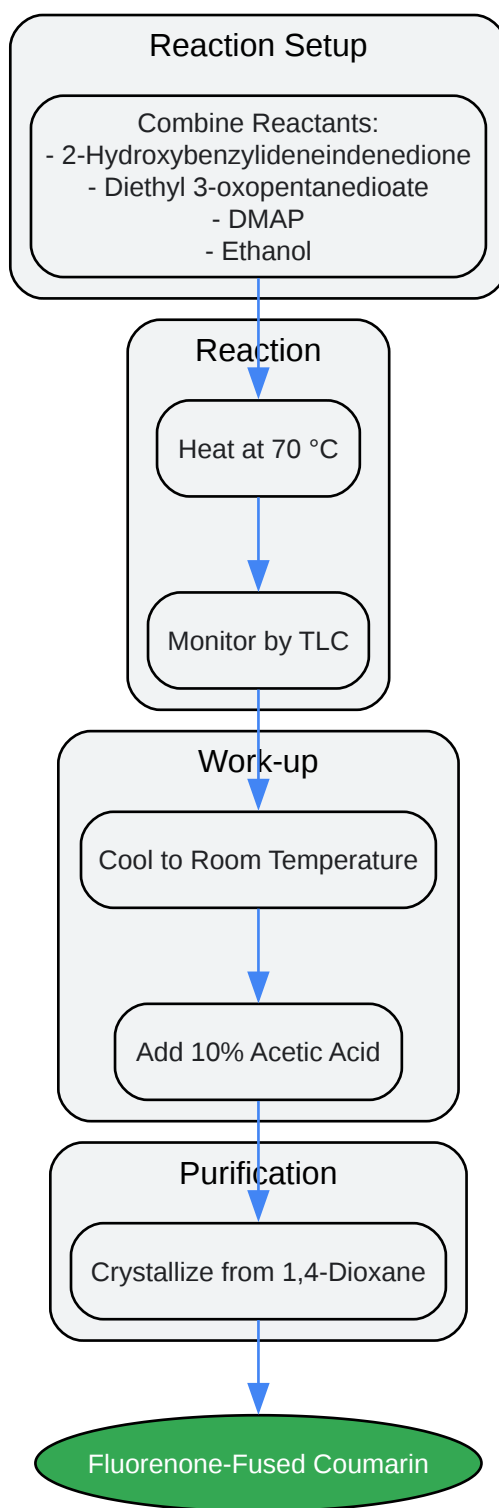 Reaction Setup
Combine Reactants:
- 2-Hydroxybenzylideneindenedione
- Diethyl 3-oxopentanedioate
- DMAP
- Ethanol
Reaction
Heat at 70 °C
Monitor by TLC
Work-up
Cool to Room Temperature
Add 10% Acetic Acid
Purification
Crystallize from 1,4-Dioxane
Fluorenone-Fused Coumarin